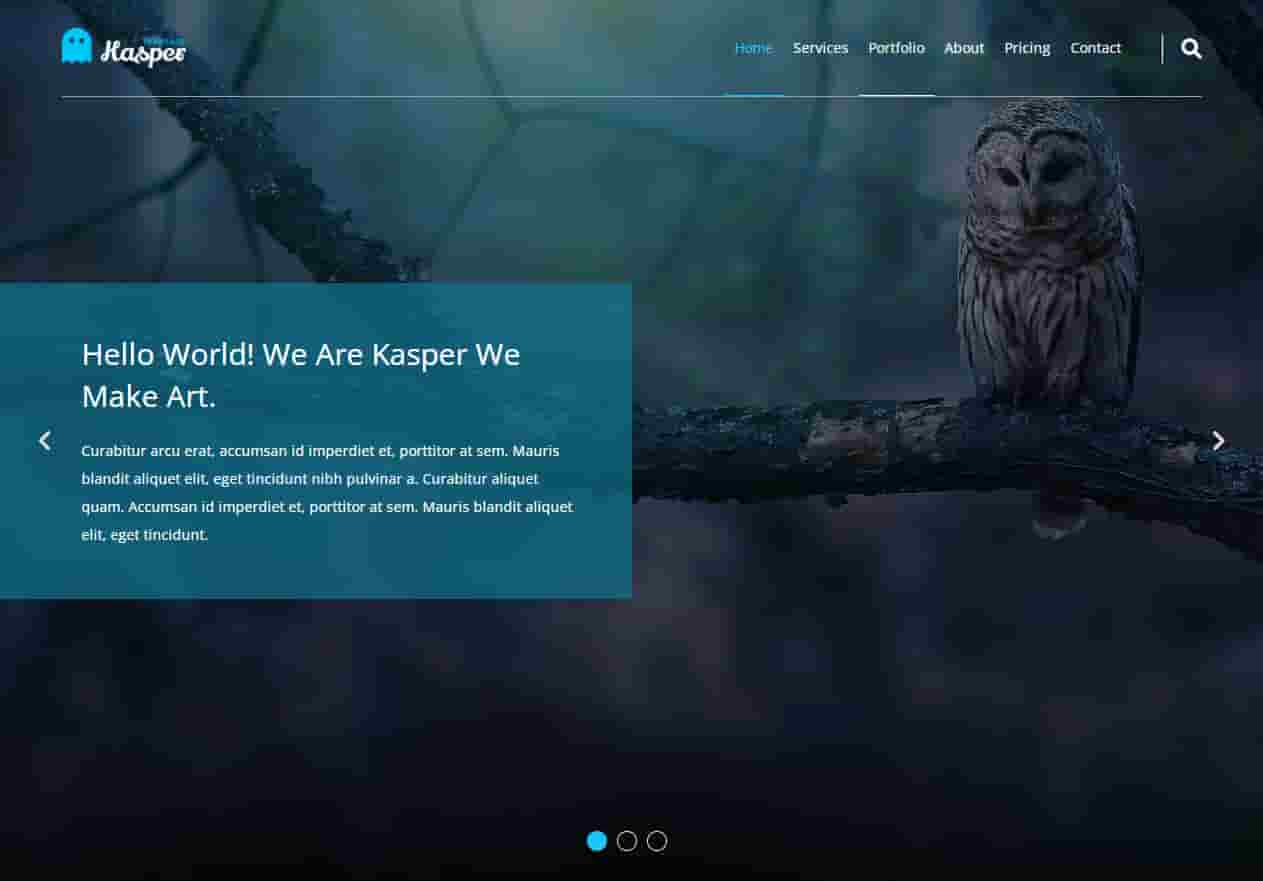 Kasper
Home Services Portfolio About Pricing Contact
Hello World! We Are Kasper We
Make Art.
Curabitur arcu erat, accumsan id imperdiet et, porttitor at sem. Mauris
blandit aliquet elit, eget tincidunt nibh pulvinar a. Curabitur aliquet
quam. Accumsan id imperdiet et, porttitor at sem. Mauris blandit aliquet
elit, eget tincidunt.